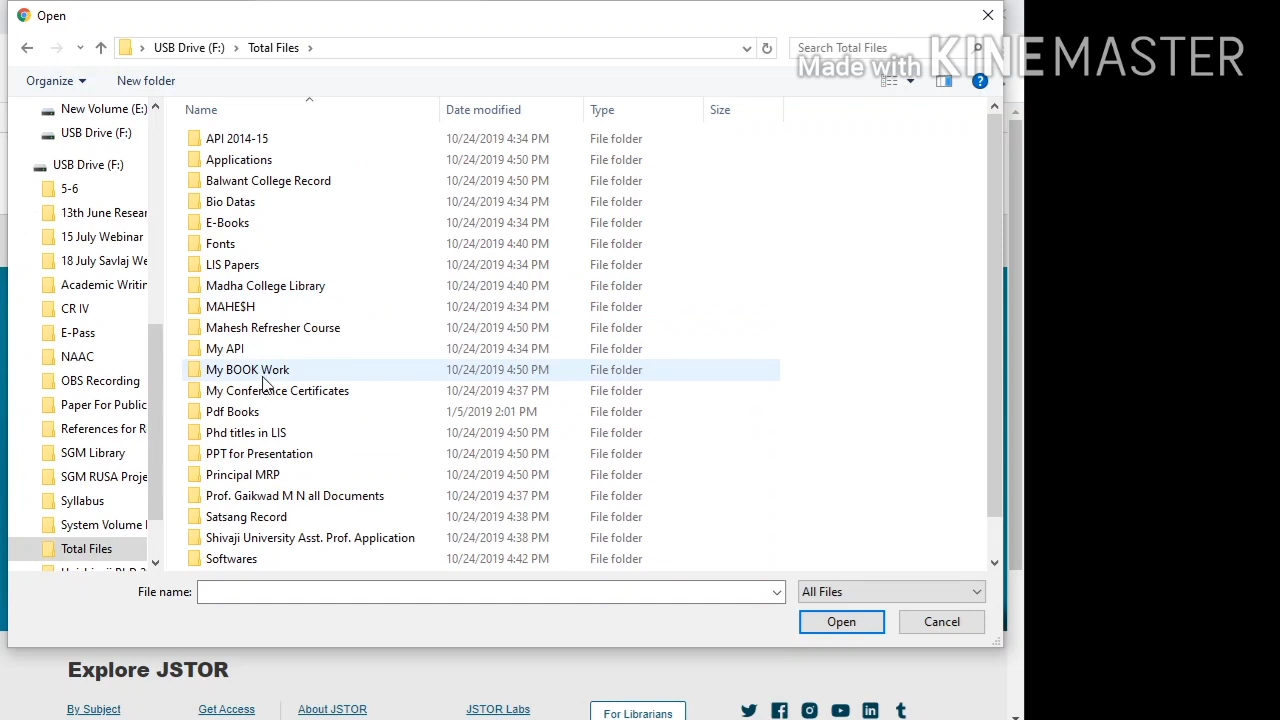 Open
USB Drive (F:) Total Files
Search Total Files
Made with KINEMASTER
Organize New folder
?
Name Date modified Type Size
New Volume (E:)
USB Drive (F:)
USB Drive (F:)
5-6
13th June Resear
15 July Webinar
18 July Savlaj We
Academic Writin
CR IV
E-Pass
NAAC
OBS Recording
Paper For Public
References for R
SGM Library
SGM RUSA Proje
Syllabus
System Volume I
Total Files
API 2014-15 10/24/2019 4:34 PM File folder
Applications 10/24/2019 4:50 PM File folder
Balwant College Record 10/24/2019 4:50 PM File folder
Bio Datas 10/24/2019 4:34 PM File folder
E-Books 10/24/2019 4:34 PM File folder
Fonts 10/24/2019 4:40 PM File folder
LIS Papers 10/24/2019 4:34 PM File folder
Madha College Library 10/24/2019 4:40 PM File folder
MAHE$H 10/24/2019 4:34 PM File folder
Mahesh Refresher Course 10/24/2019 4:50 PM File folder
My API 10/24/2019 4:34 PM File folder
My BOOK Work 10/24/2019 4:50 PM File folder
My Conference Certificates 10/24/2019 4:37 PM File folder
Pdf Books 1/5/2019 2:01 PM File folder
Phd titles in LIS 10/24/2019 4:50 PM File folder
PPT for Presentation 10/24/2019 4:50 PM File folder
Principal MRP 10/24/2019 4:50 PM File folder
Prof. Gaikwad M N all Documents 10/24/2019 4:37 PM File folder
Satsang Record 10/24/2019 4:38 PM File folder
Shivaji University Asst. Prof. Application 10/24/2019 4:38 PM File folder
Softwares 10/24/2019 4:42 PM File folder
File name: All Files
Open Cancel
Explore JSTOR
By Subject Get Access About JSTOR JSTOR Labs For Librarians